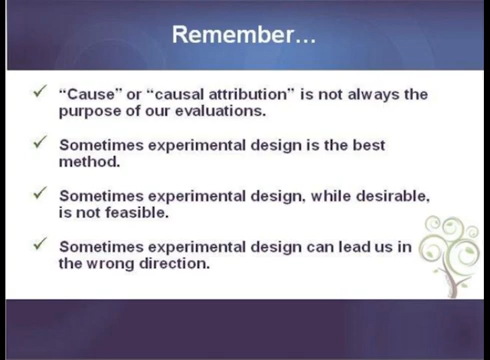 Remember…
“Cause” or “causal attribution” is not always the
purpose of our evaluations.
Sometimes experimental design is the best
method.
Sometimes experimental design, while desirable,
is not feasible.
Sometimes experimental design can lead us in
the wrong direction.